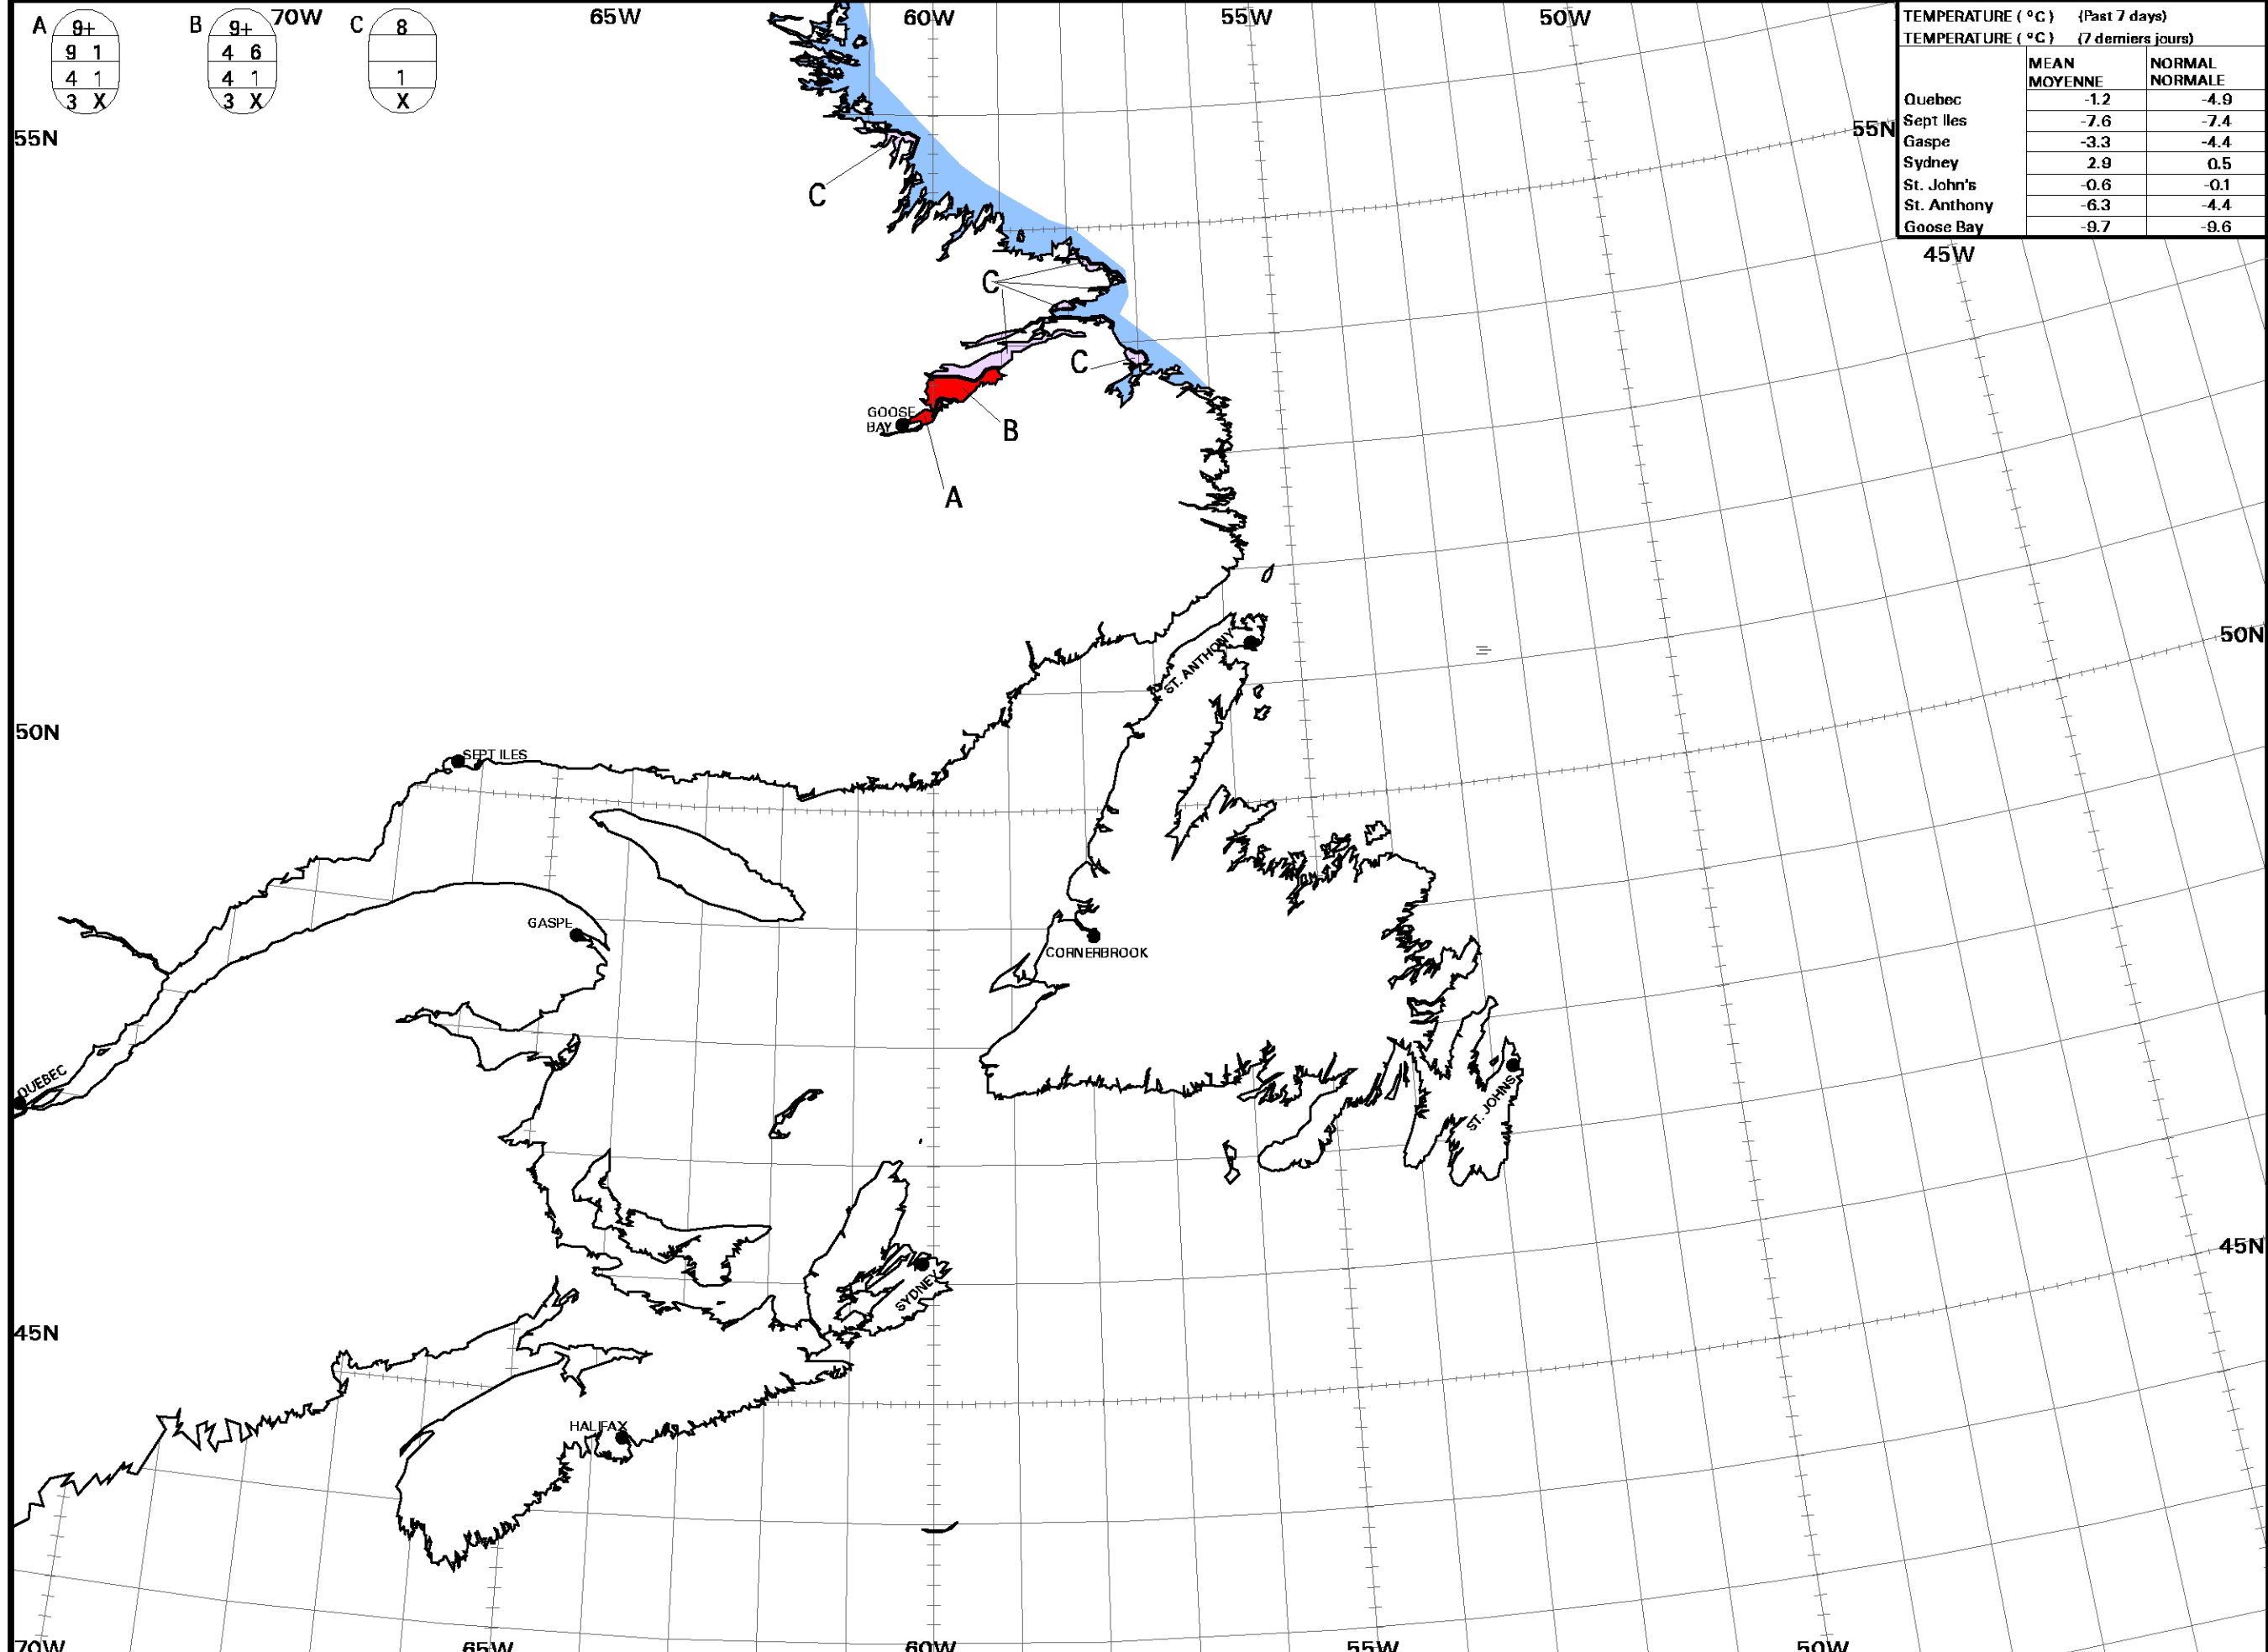 A
9+
9 1
4 1
3 X
B
9+
4 6
4 1
3 X
C
8
1
X
70W 65W 60W 55W 50W
TEMPERATURE ( °C ) (Past 7 days)
TEMPERATURE ( °C ) (7 derniers jours)
MEAN NORMAL
MOYENNE NORMALE
Quebec -1.2 -4.9
Sept Iles -7.6 -7.4
Gaspe -3.3 -4.4
Sydney 2.9 0.5
St. John's -0.6 -0.1
St. Anthony -6.3 -4.4
Goose Bay -9.7 -9.6
55N
55N
C
45W
C
C
GOOSE
BAY
B
A
ST. ANTHONY
50N
50N
SEPT ILES
GASPE
CORNERBROOK
QUEBEC
ST. JOHNS
SYDNEY
45N
45N
HALIFAX
70W 65W 60W 55W 50W